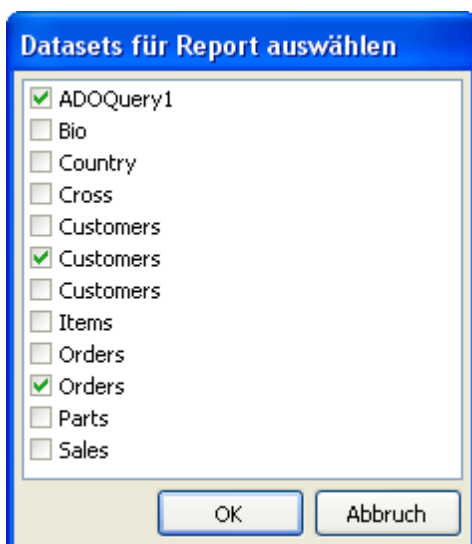 Datasets für Report auswählen
ADOQuery1
Bio
Country
Cross
Customers
Customers
Customers
Items
Orders
Orders
Parts
Sales
OK Abbruch